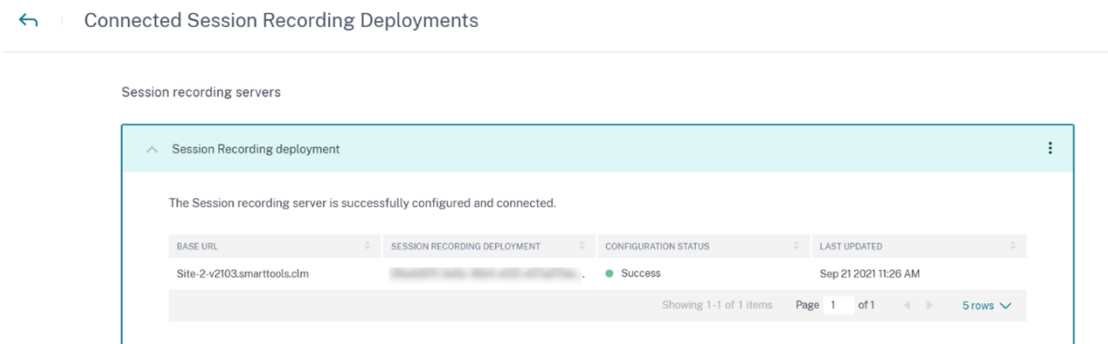 Connected Session Recording Deployments
Session recording servers
Session Recording deployment
The Session recording server is successfully configured and connected.
BASE URL SESSION RECORDING DEPLOYMENT CONFIGURATION STATUS LAST UPDATED
Site-2-v2103.smarttools.clm . Success Sep 21 2021 11:26 AM
Showing 1-1 of 1 items Page 1 of 1 5 rows